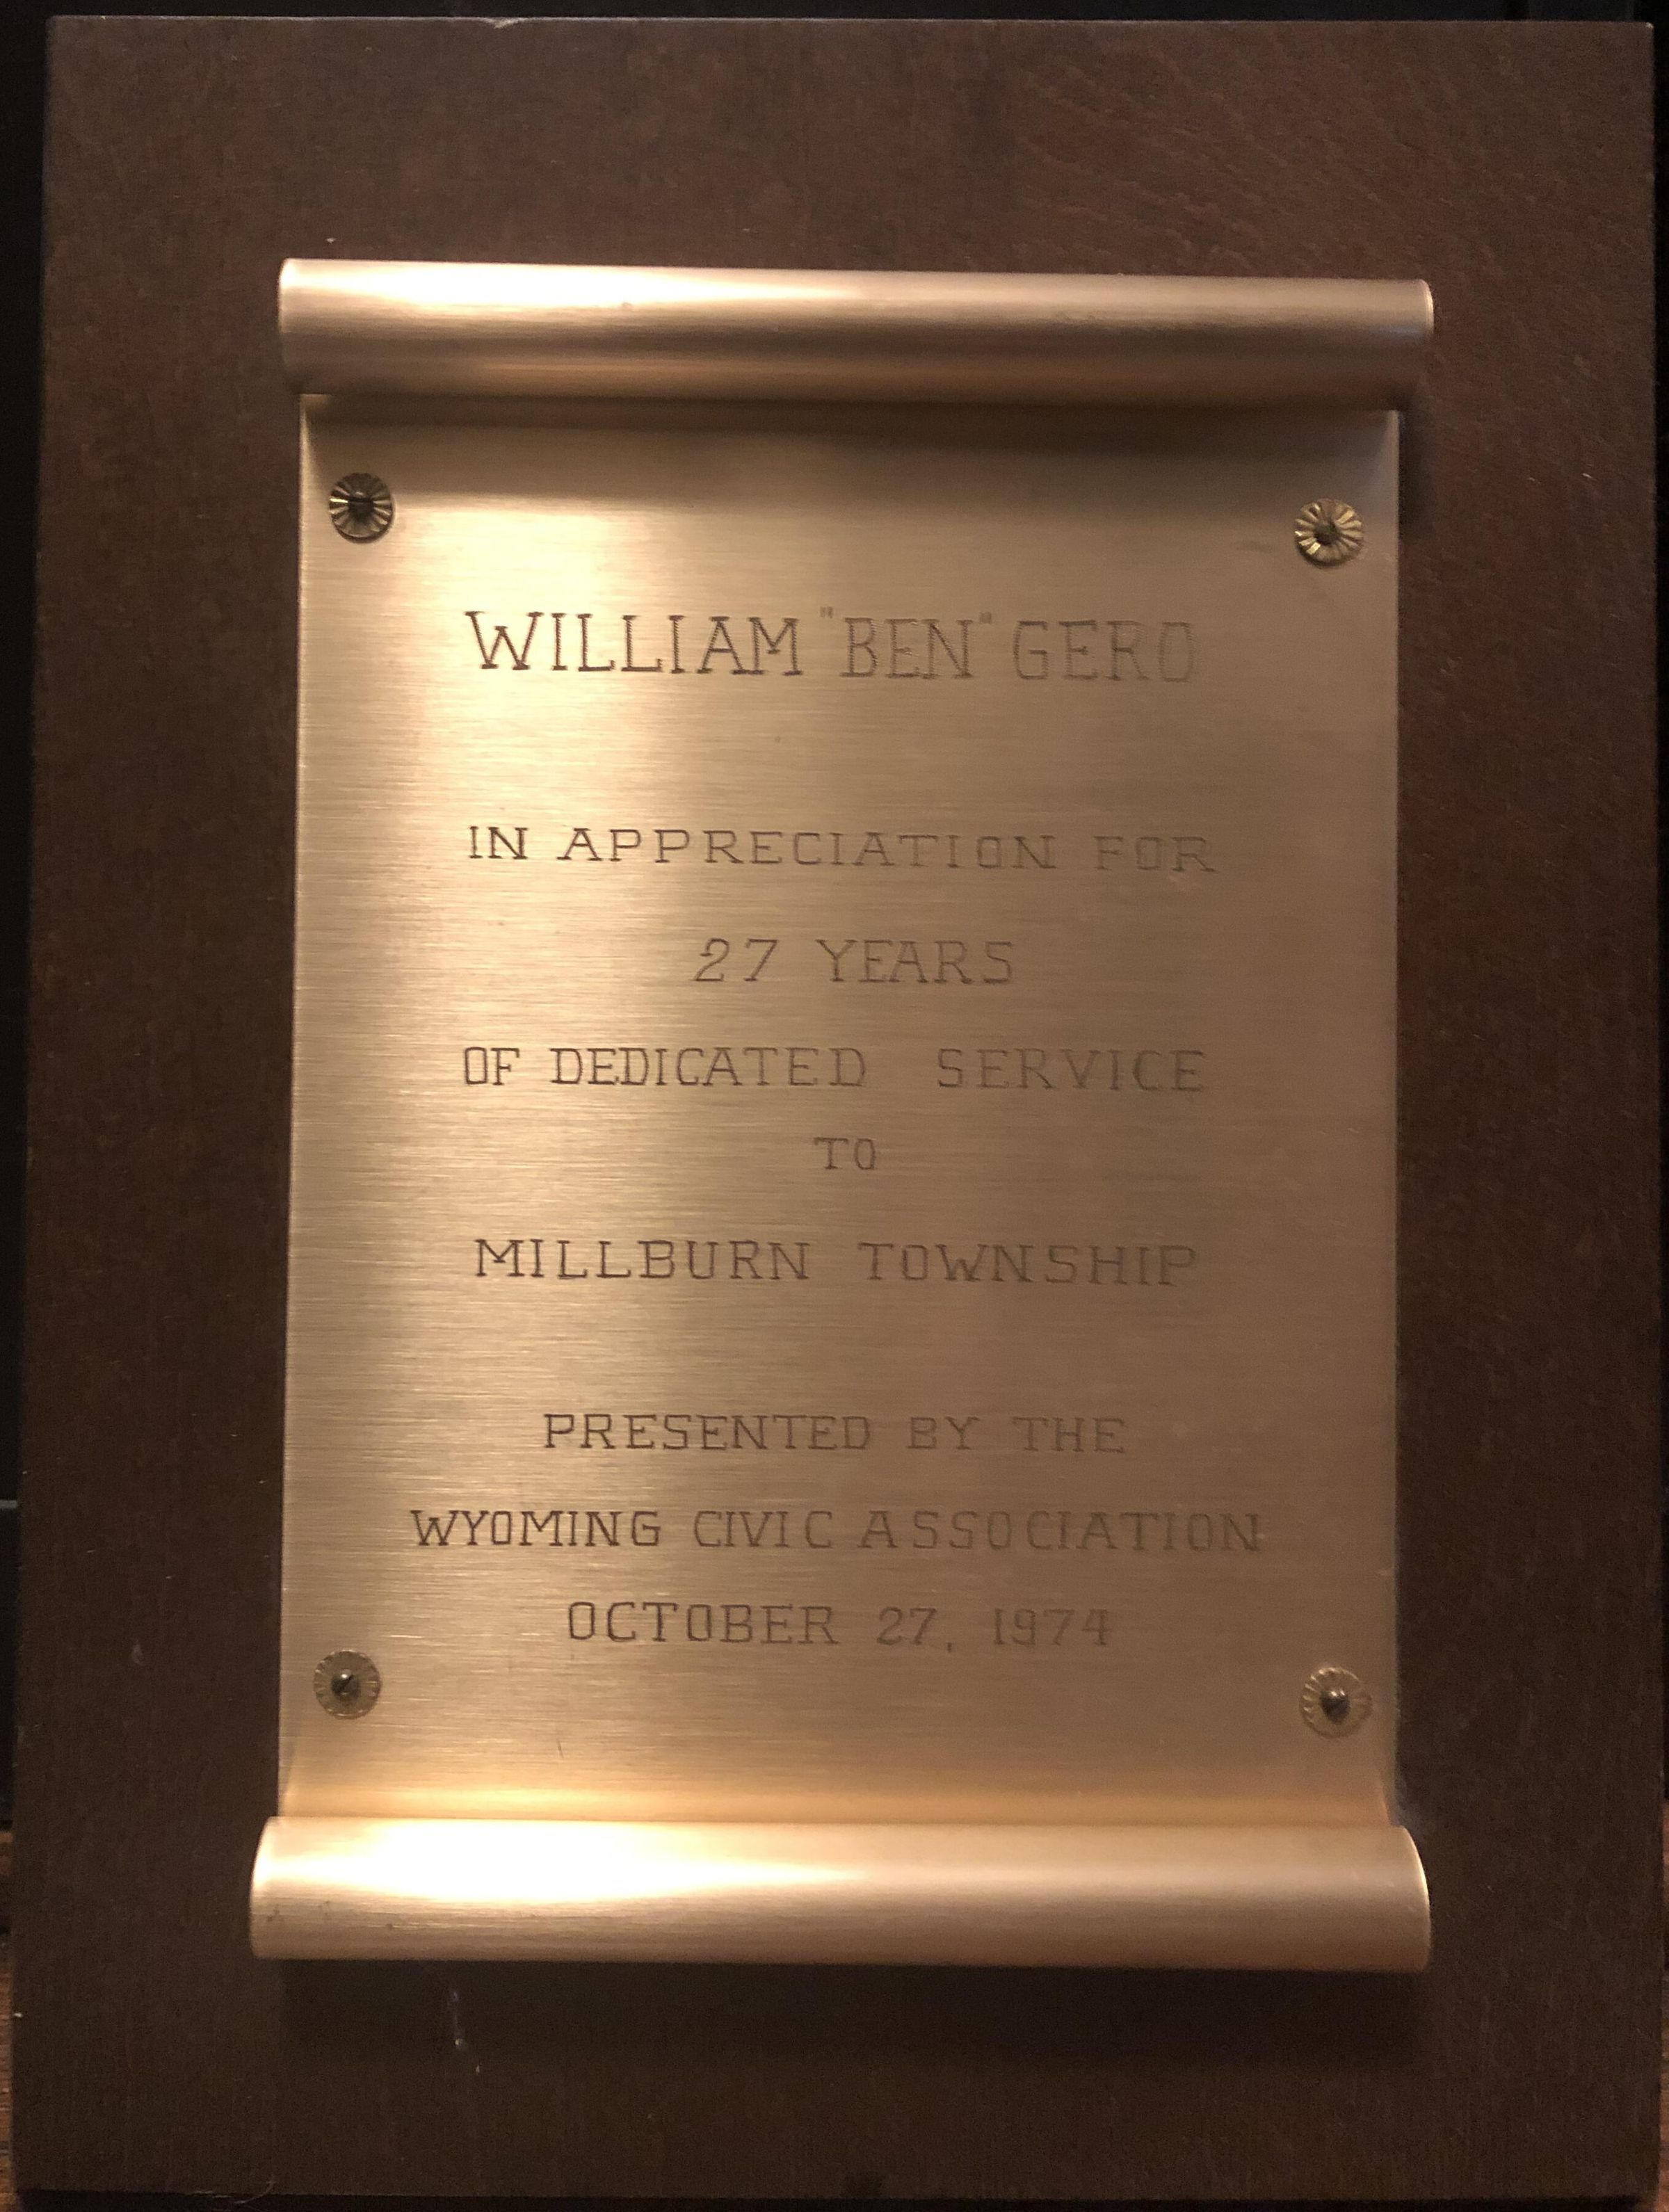 WILLIAM "BEN" GERO
IN APPRECIATION FOR
27 YEARS
OF DEDICATED SERVICE
TO
MILLBURN TOWNSHIP
PRESENTED BY THE
WYOMING CIVIC ASSOCIATION
OCTOBER 27, 1974